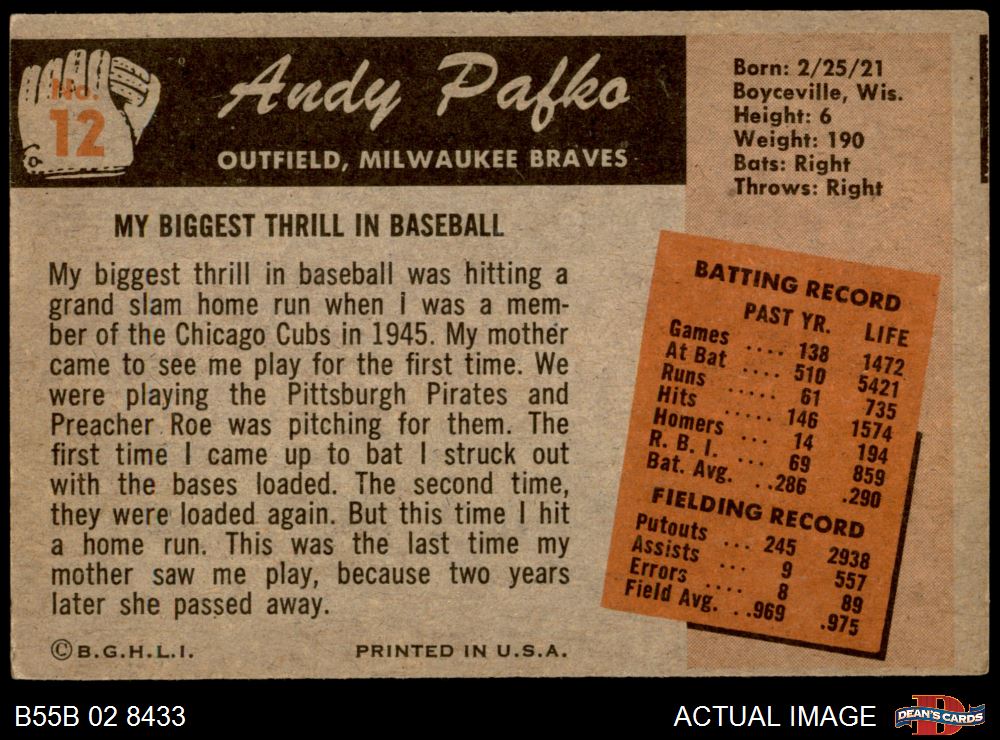 No.
12
Andy Pafko
OUTFIELD, MILWAUKEE BRAVES
Born: 2/25/21
Boyceville, Wis.
Height: 6
Weight: 190
Bats: Right
Throws: Right
MY BIGGEST THRILL IN BASEBALL
My biggest thrill in baseball was hitting a
grand slam home run when I was a mem-
ber of the Chicago Cubs in 1945. My mother
came to see me play for the first time. We
were playing the Pittsburgh Pirates and
Preacher Roe was pitching for them. The
first time I came up to bat I struck out
with the bases loaded. The second time,
they were loaded again. But this time I hit
a home run. This was the last time my
mother saw me play, because two years
later she passed away.
©B.G.H.L.I. PRINTED IN U.S.A.
BATTING RECORD
PAST YR. LIFE
Games .... 138 1472
At Bat .... 510 5421
Runs ..... 61 735
Hits ..... 146 1574
Homers ... 14 194
R. B. I. ... 69 859
Bat. Avg. ..286 .290
FIELDING RECORD
Putouts ... 245 2938
Assists ... 9 557
Errors .... 8 89
Field Avg. ..969 .975
B55B 02 8433
ACTUAL IMAGE
D
DEAN'S CARDS